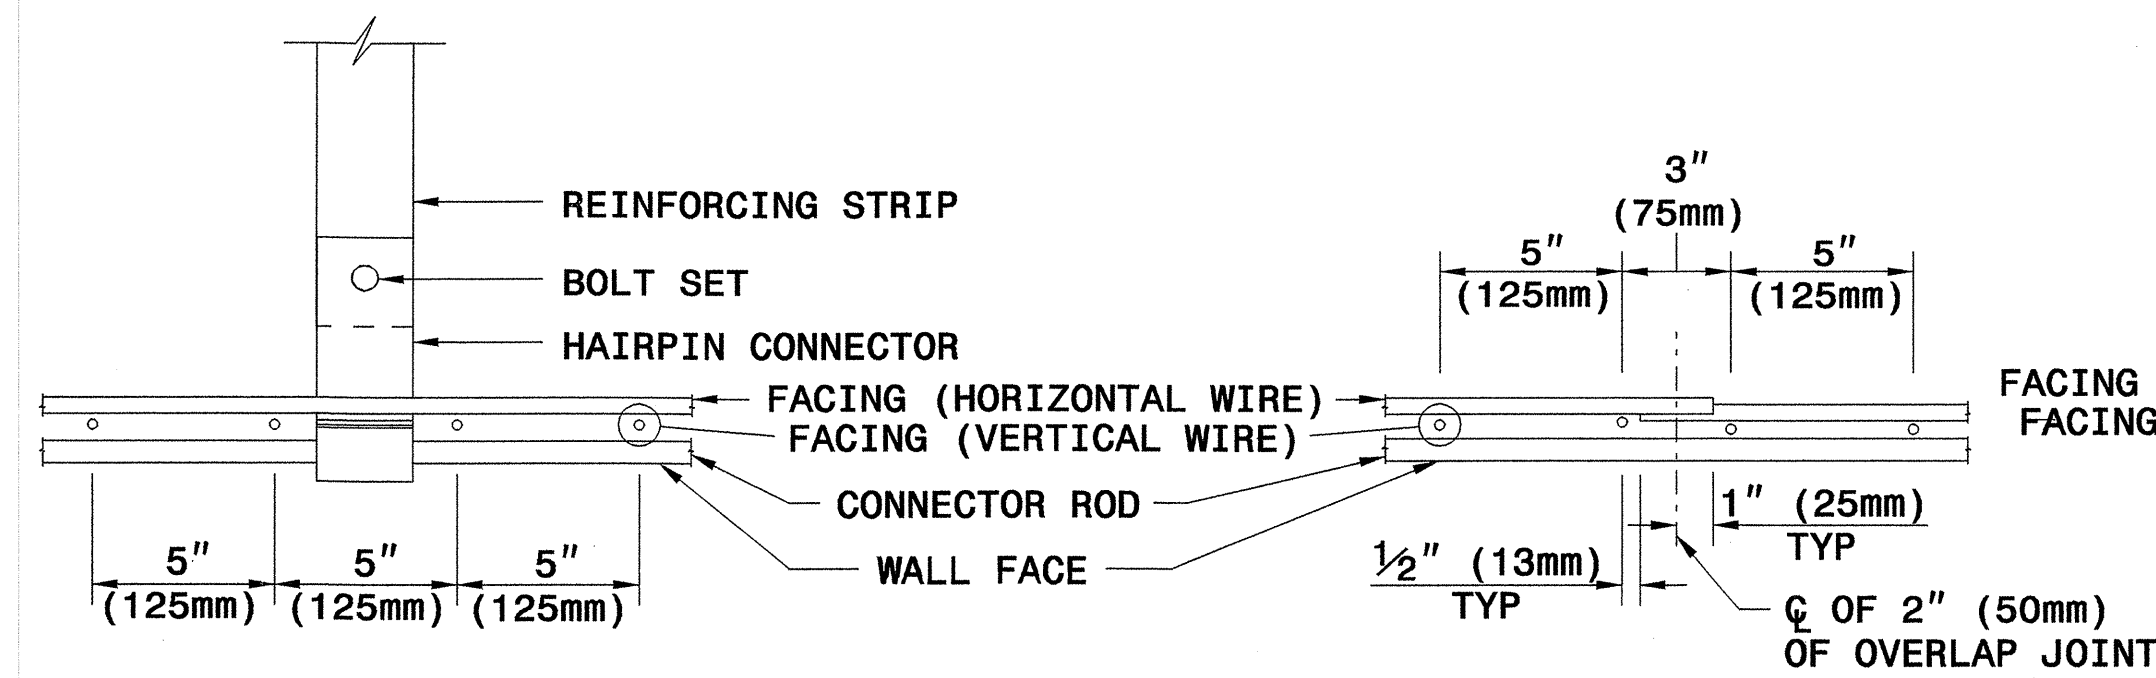 REINFORCING STRIP
BOLT SET
HAIRPIN CONNECTOR
FACING (HORIZONTAL WIRE)
FACING (VERTICAL WIRE)
CONNECTOR ROD
WALL FACE
5" 5" 5"
(125mm) (125mm) (125mm)
3"
(75mm)
5" 5"
(125mm) (125mm)
FACING
FACING
1" (25mm)
TYP
1/2" (13mm)
TYP
℄ OF 2" (50mm)
OF OVERLAP JOINT